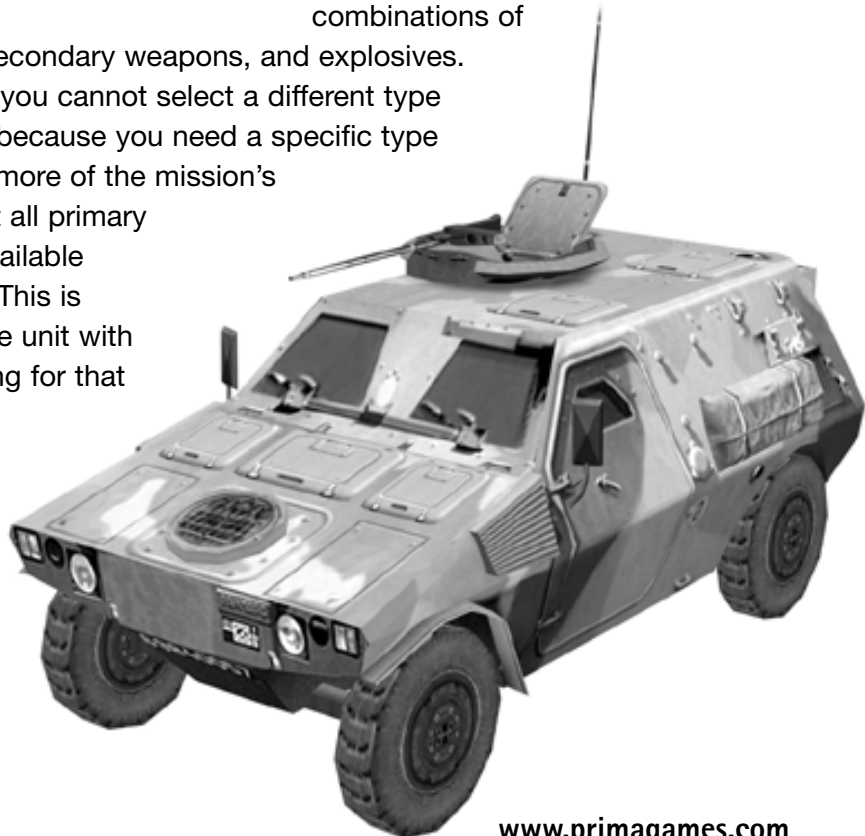 combinations of
econdary weapons, and explosives.
you cannot select a different type
because you need a specific type
more of the mission's
all primary
ailable
This is
e unit with
ng for that
www.primagames.com